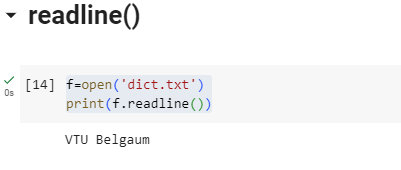 readline()
0s
[14] f=open('dict.txt')
print(f.readline())
VTU Belgaum